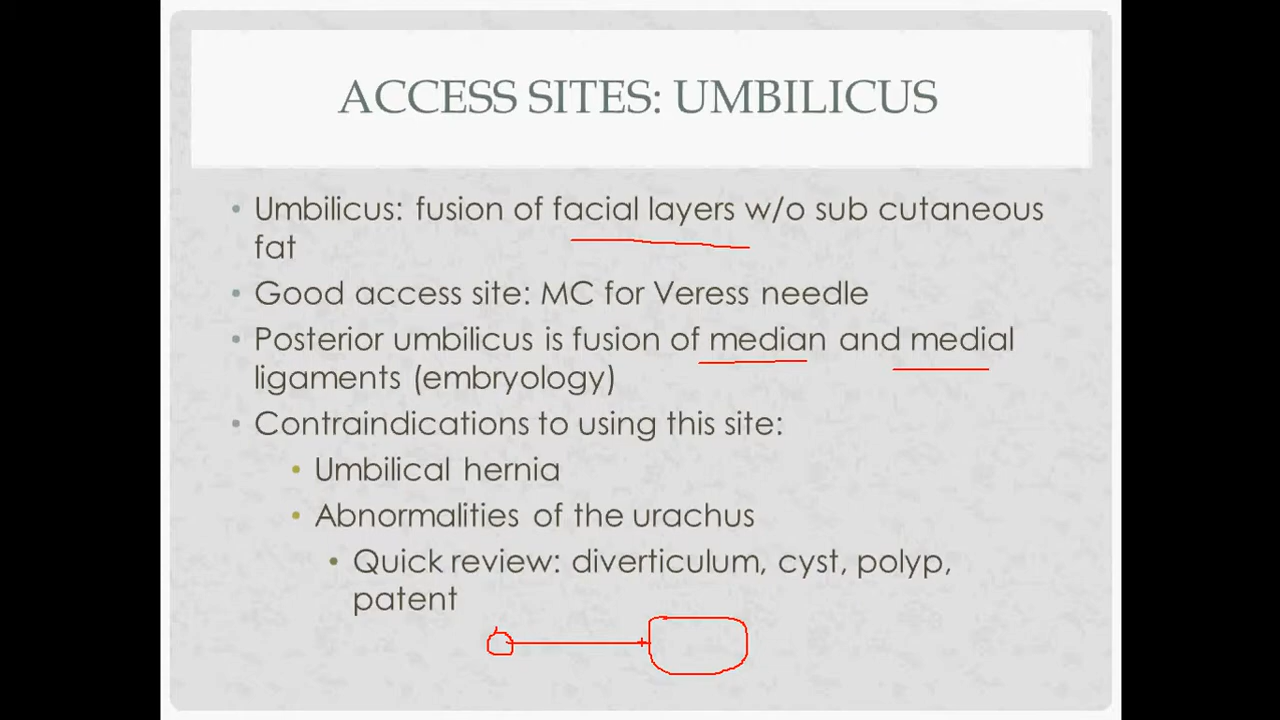 ACCESS SITES: UMBILICUS
• Umbilicus: fusion of facial layers w/o sub cutaneous
fat
• Good access site: MC for Veress needle
• Posterior umbilicus is fusion of median and medial
ligaments (embryology)
• Contraindications to using this site:
• Umbilical hernia
• Abnormalities of the urachus
• Quick review: diverticulum, cyst, polyp,
patent